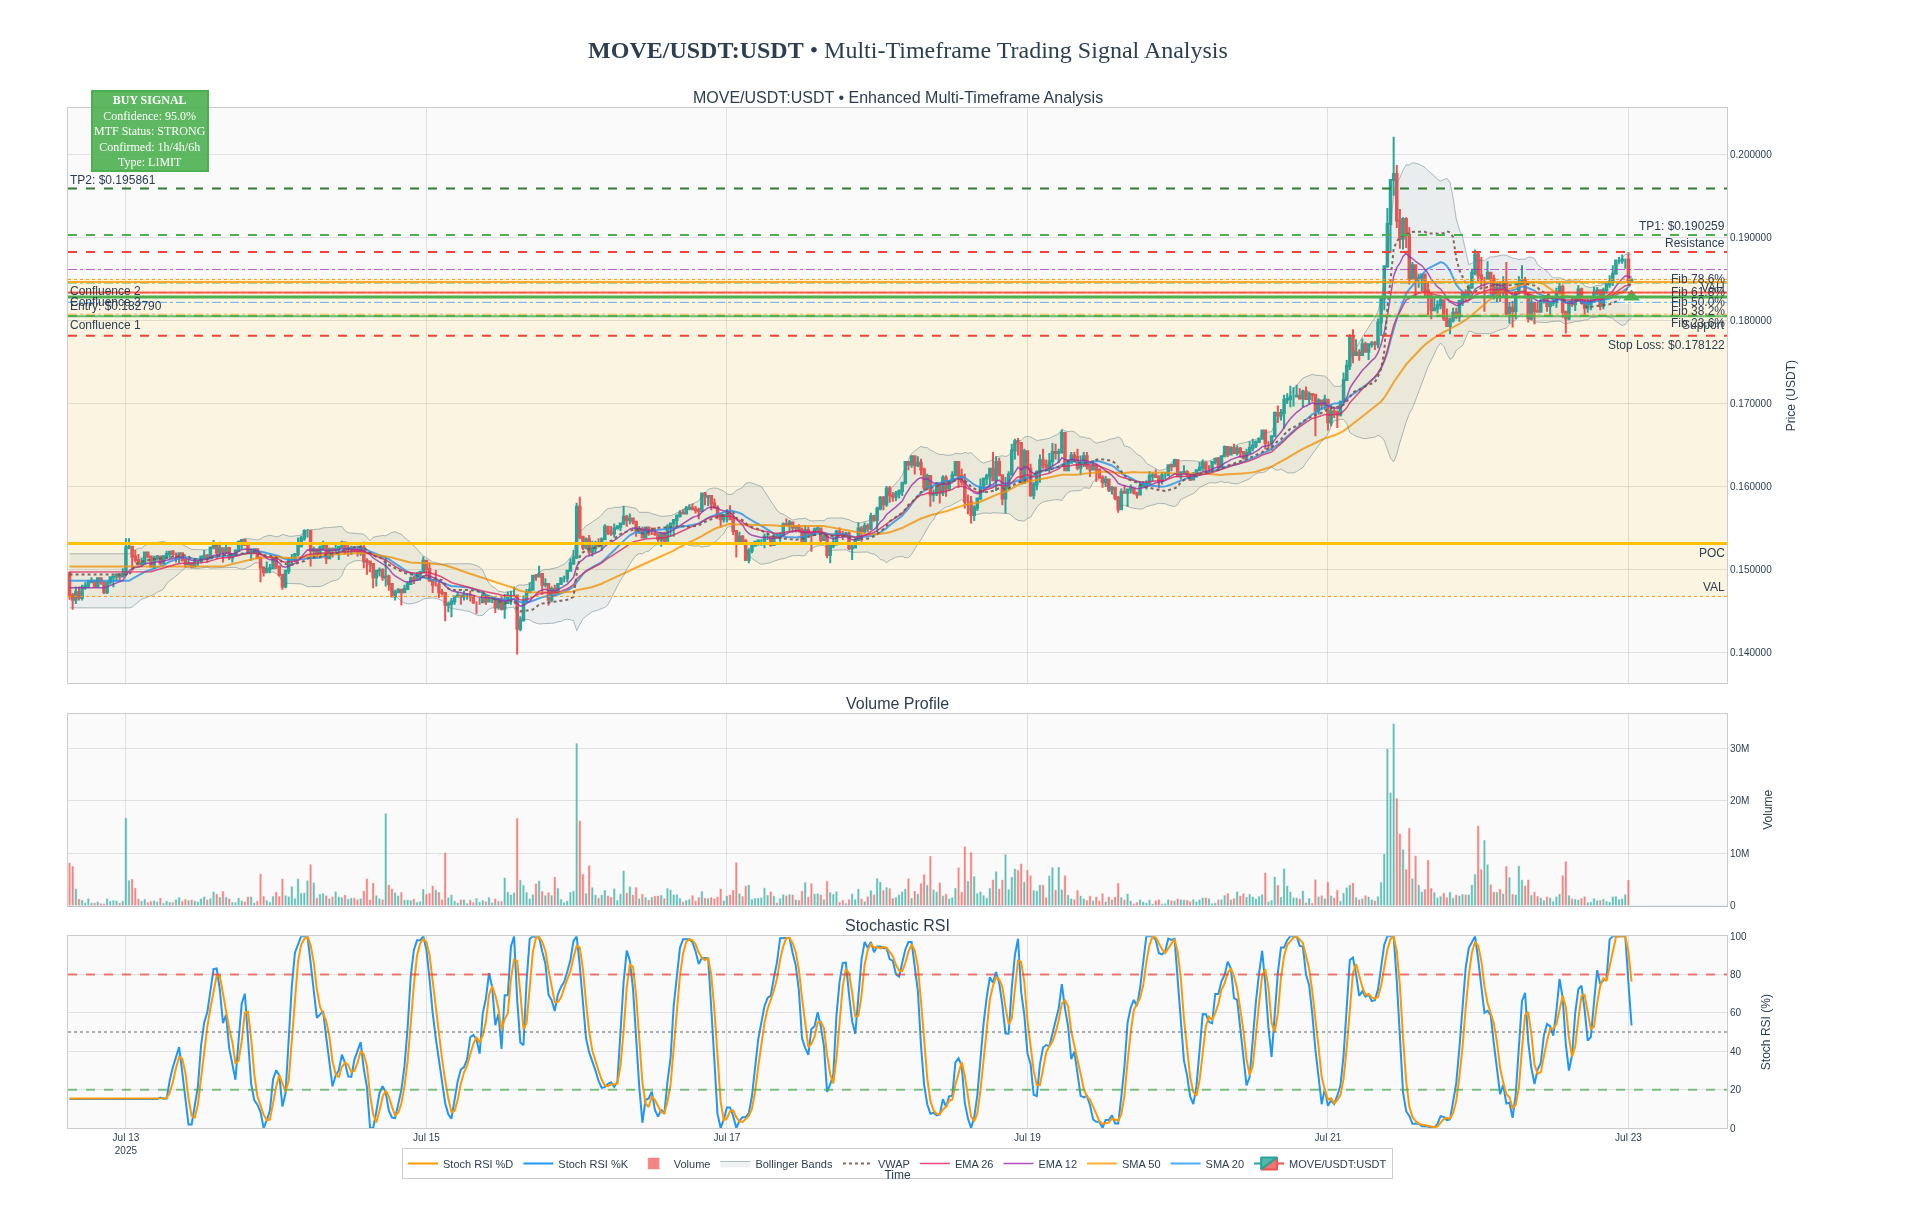 MOVE/USDT:USDT • Multi-Timeframe Trading Signal Analysis
MOVE/USDT:USDT • Enhanced Multi-Timeframe Analysis
BUY SIGNAL
Confidence: 95.0%
MTF Status: STRONG
Confirmed: 1h/4h/6h
Type: LIMIT
TP2: $0.195861
TP1: $0.190259
Resistance
Fib 78.6%
VAH
Confluence 2
Fib 61.8%
Confluence 3
Fib 50.0%
Entry: $0.182790
Fib 38.2%
Confluence 1
Fib 23.6%
Support
Stop Loss: $0.178122
POC
VAL
0.200000
0.190000
0.180000
0.170000
0.160000
0.150000
0.140000
Price (USDT)
Volume Profile
30M
20M
10M
0
Volume
Stochastic RSI
100
80
60
40
20
0
Stoch RSI (%)
Jul 13
2025
Jul 15
Jul 17
Jul 19
Jul 21
Jul 23
Stoch RSI %D
Stoch RSI %K
Volume
Bollinger Bands
VWAP
EMA 26
EMA 12
SMA 50
SMA 20
MOVE/USDT:USDT
Time